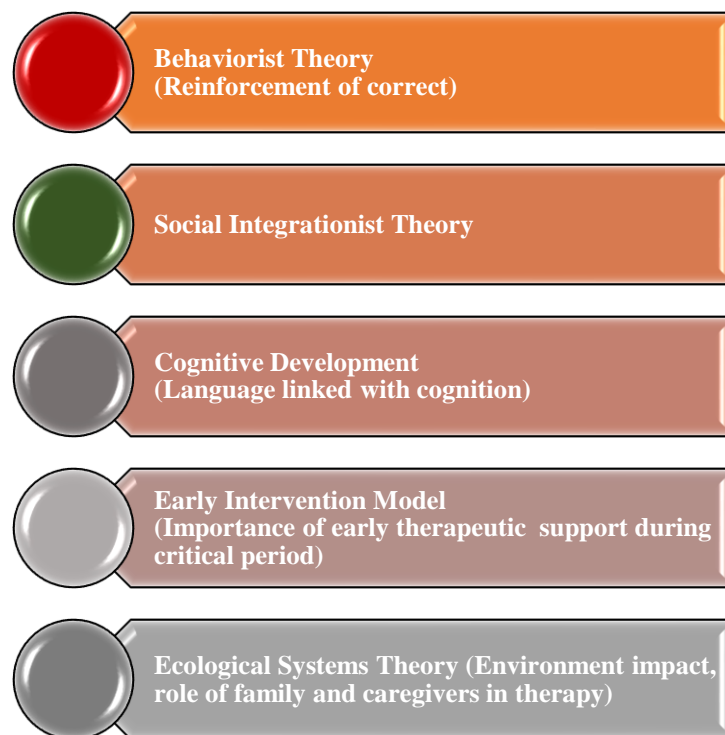 Behaviorist Theory
(Reinforcement of correct)
Social Integrationist Theory
Cognitive Development
(Language linked with cognition)
Early Intervention Model
(Importance of early therapeutic support during
critical period)
Ecological Systems Theory (Environment impact,
role of family and caregivers in therapy)